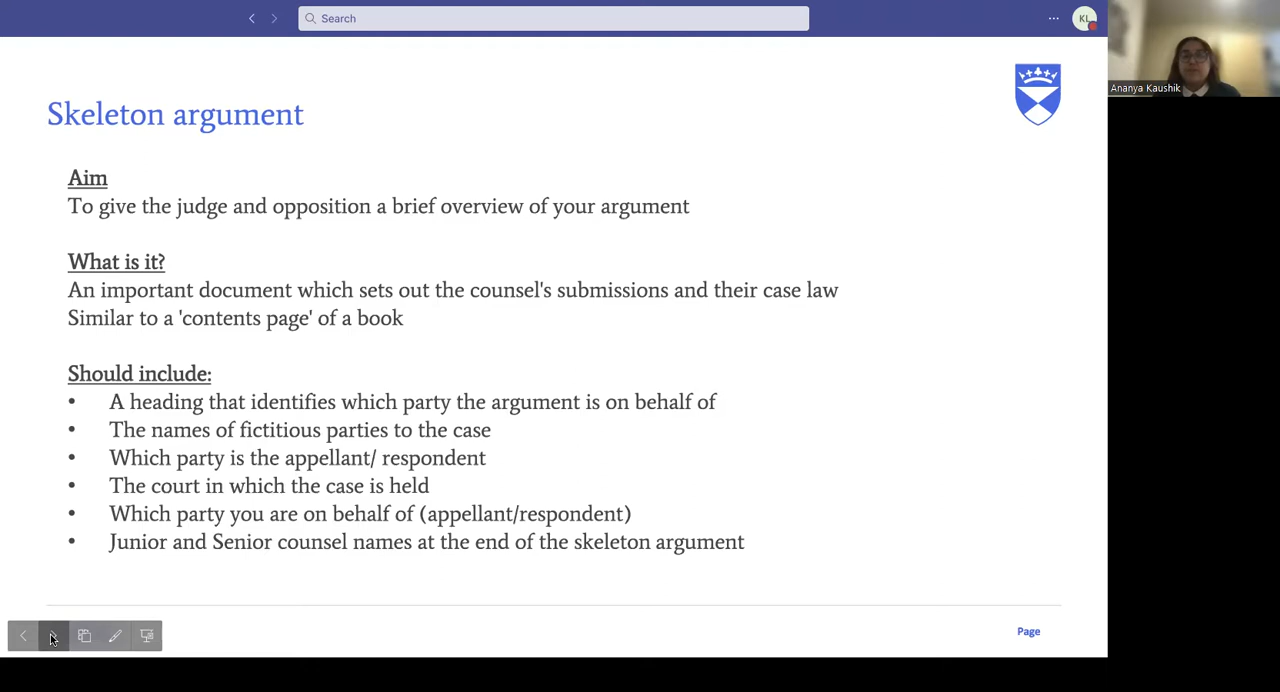 Search
KL
Ananya Kaushik
Skeleton argument
Aim
To give the judge and opposition a brief overview of your argument
What is it?
An important document which sets out the counsel's submissions and their case law
Similar to a 'contents page' of a book
Should include:
• A heading that identifies which party the argument is on behalf of
• The names of fictitious parties to the case
• Which party is the appellant/ respondent
• The court in which the case is held
• Which party you are on behalf of (appellant/respondent)
• Junior and Senior counsel names at the end of the skeleton argument
Page